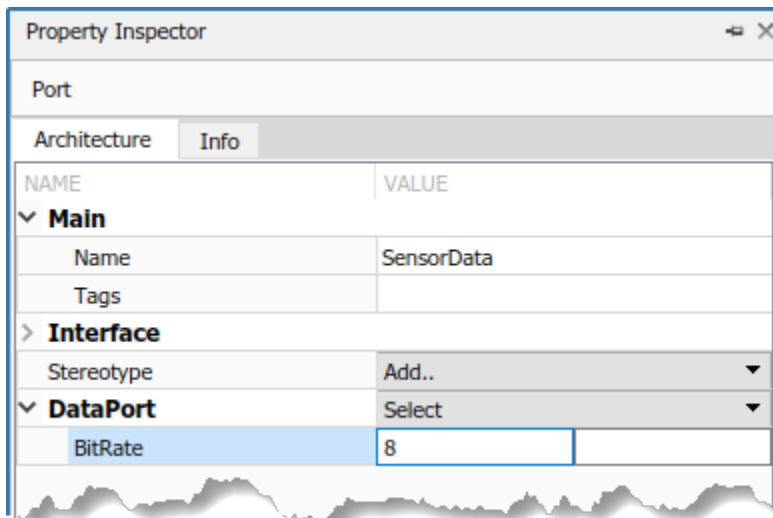 Property Inspector
Port
Architecture Info
NAME VALUE
Main
Name SensorData
Tags
Interface
Stereotype Add..
DataPort Select
BitRate 8